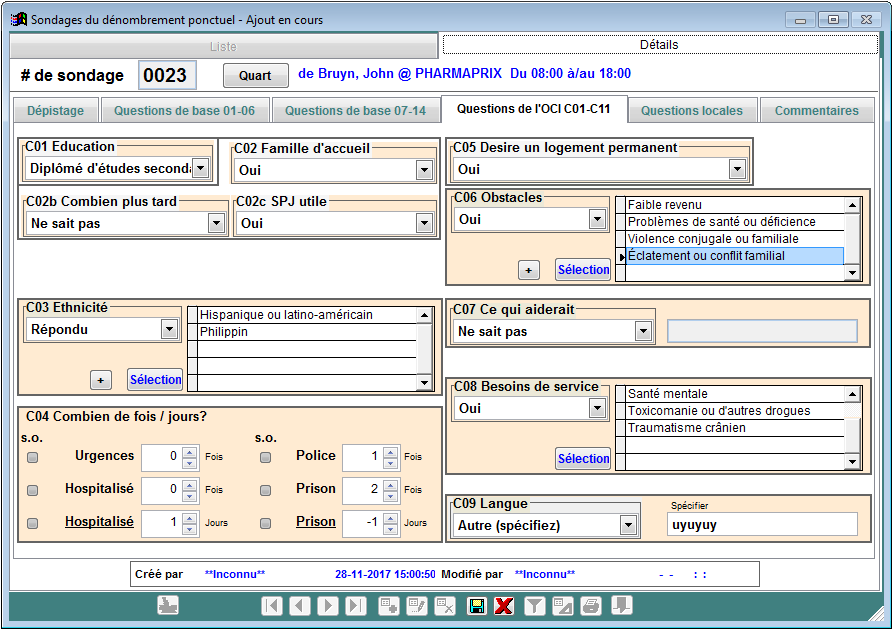 Sondages du dénombrement ponctuel - Ajout en cours
Liste
Détails
# de sondage 0023 Quart de Bruyn, John @ PHARMAPRIX Du 08:00 à/au 18:00
Dépistage Questions de base 01-06 Questions de base 07-14 Questions de l'OCI C01-C11 Questions locales Commentaires
C01 Education
Diplômé d'études seconda
C02 Famille d'accueil
Oui
C02b Combien plus tard
Ne sait pas
C02c SPJ utile
Oui
C03 Ethnicité
Répondu
Hispanique ou latino-américain
Philippin
+ Sélection
C04 Combien de fois / jours?
s.o. s.o.
Urgences 0 Fois Police 1 Fois
Hospitalisé 0 Fois Prison 2 Fois
Hospitalisé 1 Jours Prison -1 Jours
C05 Desire un logement permanent
Oui
C06 Obstacles
Oui
Faible revenu
Problèmes de santé ou déficience
Violence conjugale ou familiale
Éclatement ou conflit familial
+ Sélection
C07 Ce qui aiderait
Ne sait pas
C08 Besoins de service
Oui
Santé mentale
Toxicomanie ou d'autres drogues
Traumatisme crânien
Sélection
C09 Langue
Autre (spécifiez)
Spécifier
uyuyuy
Créé par **Inconnu** 28-11-2017 15:00:50 Modifié par **Inconnu** - - : :